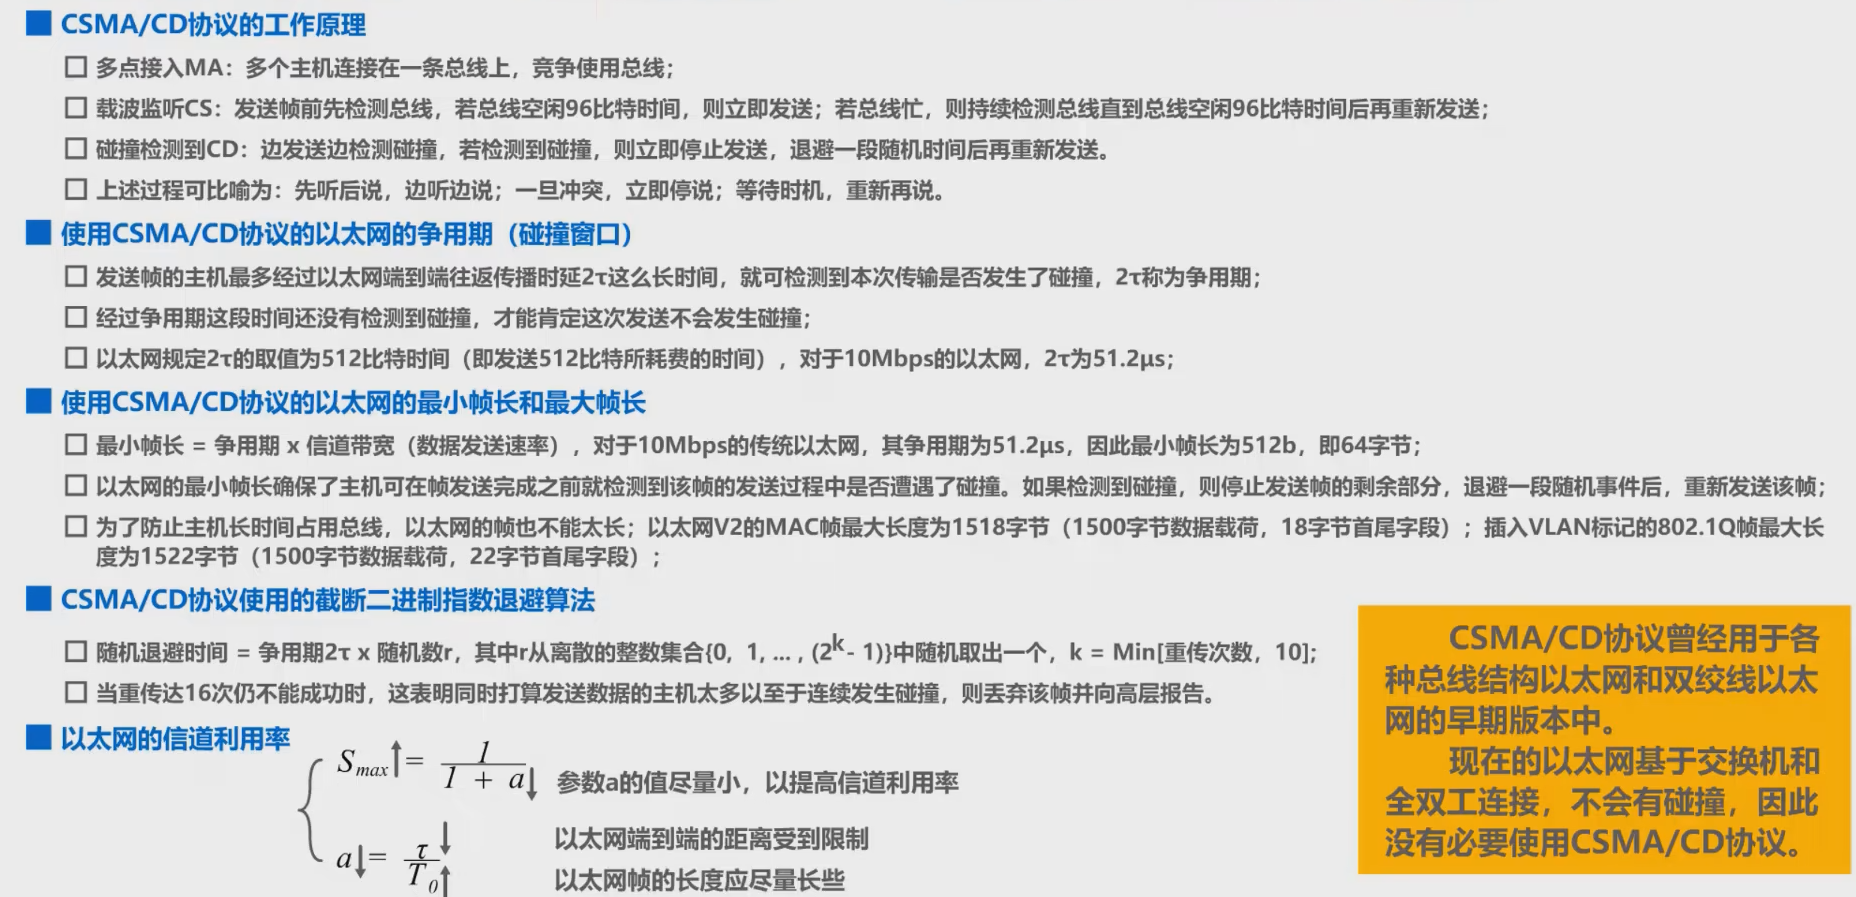 CSMA/CD协议的工作原理
多点接入MA：多个主机连接在一条总线上，竞争使用总线；
载波监听CS：发送帧前先检测总线，若总线空闲96比特时间，则立即发送；若总线忙，则持续检测总线直到总线空闲96比特时间后再重新发送；
碰撞检测到CD：边发送边检测碰撞，若检测到碰撞，则立即停止发送，退避一段随机时间后再重新发送。
上述过程可比喻为：先听后说，边听边说；一旦冲突，立即停说；等待时机，重新再说。
使用CSMA/CD协议的以太网的争用期（碰撞窗口）
发送帧的主机最多经过以太网端到端往返传播时延2τ这么长时间，就可检测到本次传输是否发生了碰撞，2τ称为争用期；
经过争用期这段时间还没有检测到碰撞，才能肯定这次发送不会发生碰撞；
以太网规定2τ的取值为512比特时间（即发送512比特所耗费的时间），对于10Mbps的以太网，2τ为51.2μs；
使用CSMA/CD协议的以太网的最小帧长和最大帧长
最小帧长 = 争用期 x 信道带宽（数据发送速率），对于10Mbps的传统以太网，其争用期为51.2μs，因此最小帧长为512b，即64字节；
以太网的最小帧长确保了主机可在帧发送完成之前就检测到该帧的发送过程中是否遭遇了碰撞。如果检测到碰撞，则停止发送帧的剩余部分，退避一段随机事件后，重新发送该帧；
为了防止主机长时间占用总线，以太网的帧也不能太长；以太网V2的MAC帧最大长度为1518字节（1500字节数据载荷，18字节首尾字段）；插入VLAN标记的802.1Q帧最大长
度为1522字节（1500字节数据载荷，22字节首尾字段）；
CSMA/CD协议使用的截断二进制指数退避算法
随机退避时间 = 争用期2τ x 随机数r，其中r从离散的整数集合{0，1，... ，(2^k - 1)}中随机取出一个，k = Min[重传次数，10]；
当重传达16次仍不能成功时，这表明同时打算发送数据的主机太多以至于连续发生碰撞，则丢弃该帧并向高层报告。
以太网的信道利用率
S_max↑ = 1 / (1 + a↓) 参数a的值尽量小，以提高信道利用率
a↓ = τ↓ / T_0↑
以太网端到端的距离受到限制
以太网帧的长度应尽量长些
CSMA/CD协议曾经用于各
种总线结构以太网和双绞线以太
网的早期版本中。
现在的以太网基于交换机和
全双工连接，不会有碰撞，因此
没有必要使用CSMA/CD协议。